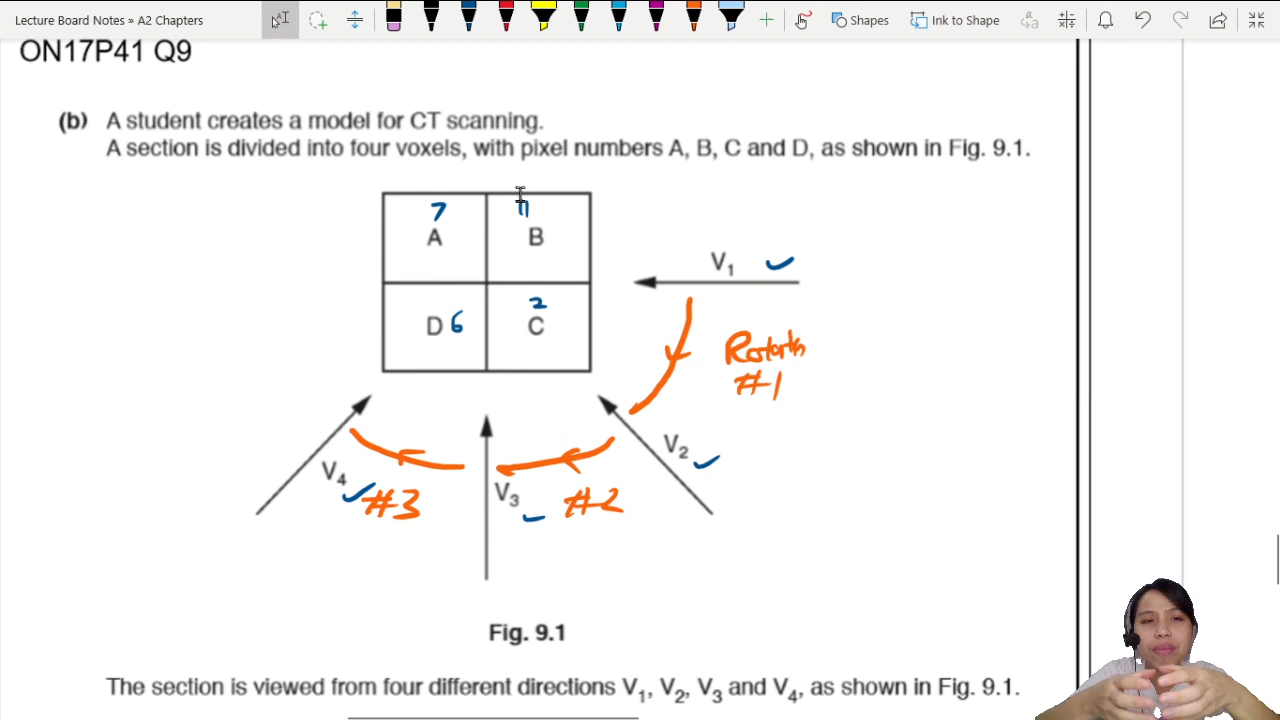 Lecture Board Notes » A2 Chapters
Shapes
Ink to Shape
ON17P41 Q9
(b) A student creates a model for CT scanning.
A section is divided into four voxels, with pixel numbers A, B, C and D, as shown in Fig. 9.1.
7 11
A B
V1
2
D 6 C
#1
V2
V4
#3
V3
#2
Fig. 9.1
The section is viewed from four different directions V1, V2, V3 and V4, as shown in Fig. 9.1.